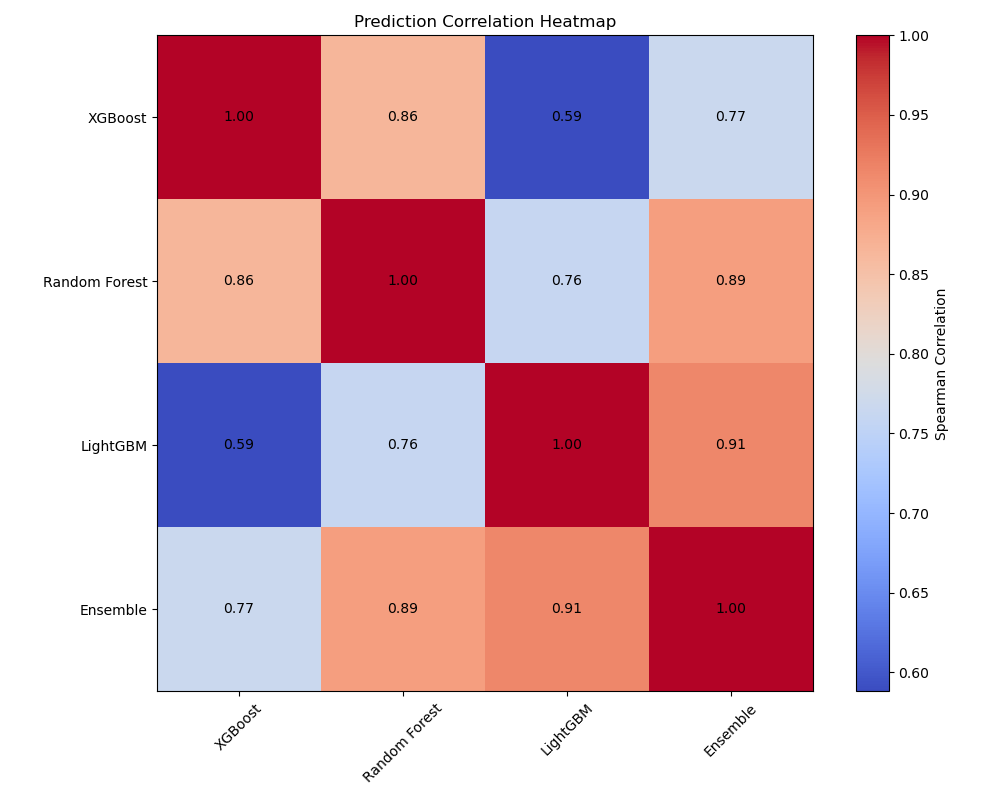 Prediction Correlation Heatmap
XGBoost
1.00
0.86
0.59
0.77
Random Forest
0.86
1.00
0.76
0.89
LightGBM
0.59
0.76
1.00
0.91
Ensemble
0.77
0.89
0.91
1.00
XGBoost
Random Forest
LightGBM
Ensemble
1.00
0.95
0.90
0.85
0.80
0.75
0.70
0.65
0.60
Spearman Correlation